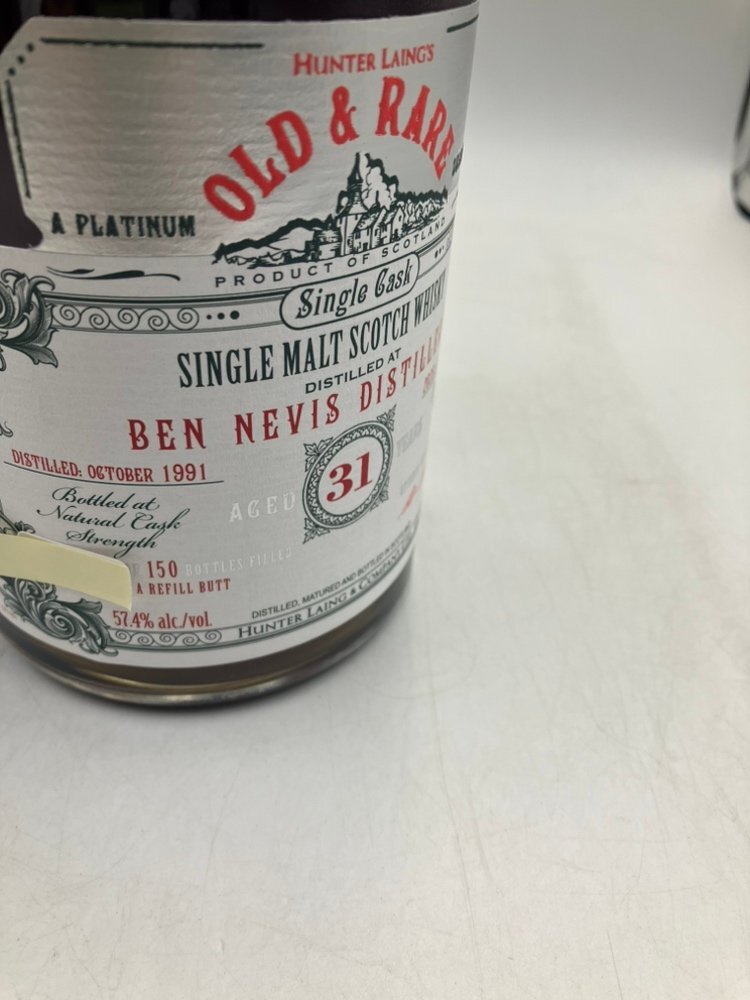 HUNTER LAING'S
OLD & RARE
A PLATINUM
PRODUCT OF SCOTLAND
Single Cask
SINGLE MALT SCOTCH WHISKY
DISTILLED AT
BEN NEVIS
DISTILLED: OCTOBER 1991
Bottled at
Natural Cask
Strength
AGED 31 YEARS
150 BOTTLES FILLED
A REFILL BUTT
57.4% alc./vol.
DISTILLED, MATURED AND BOTTLED IN
HUNTER LAING & COMPANY